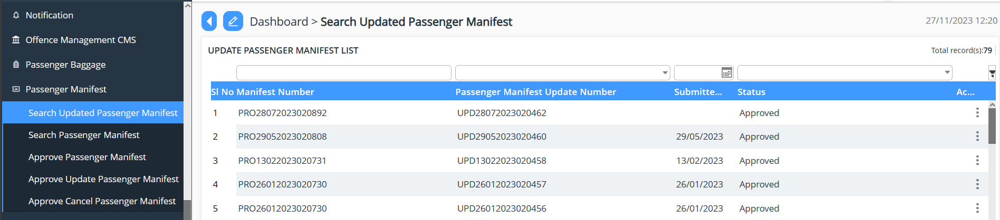 Notification
Offence Management CMS
Passenger Baggage
Passenger Manifest
Search Updated Passenger Manifest
Search Passenger Manifest
Approve Passenger Manifest
Approve Update Passenger Manifest
Approve Cancel Passenger Manifest
Dashboard > Search Updated Passenger Manifest
27/11/2023 12:20
UPDATE PASSENGER MANIFEST LIST
Total record(s):79
Sl No Manifest Number Passenger Manifest Update Number Submitte... Status Ac...
1 PRO28072023020892 UPD28072023020462 Approved
2 PRO29052023020808 UPD29052023020460 29/05/2023 Approved
3 PRO13022023020731 UPD13022023020458 13/02/2023 Approved
4 PRO26012023020730 UPD26012023020457 26/01/2023 Approved
5 PRO26012023020730 UPD26012023020456 26/01/2023 Approved